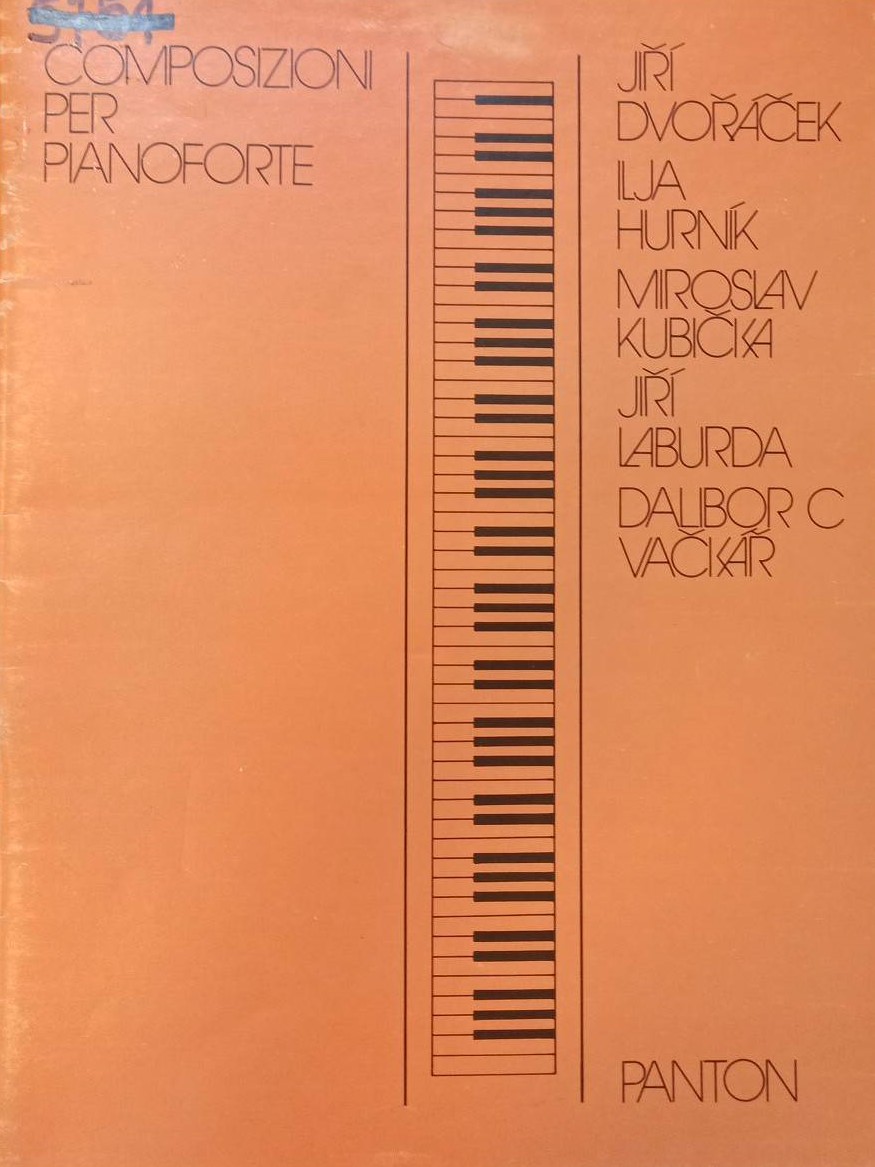 COMPOSIZIONI
PER
PIANOFORTE
JIŘÍ
DVOŘÁČEK
ILJA
HURNÍK
MIROSLAV
KUBIČKA
JIŘÍ
LABURDA
DALIBOR C
VAČKÁŘ
PANTON